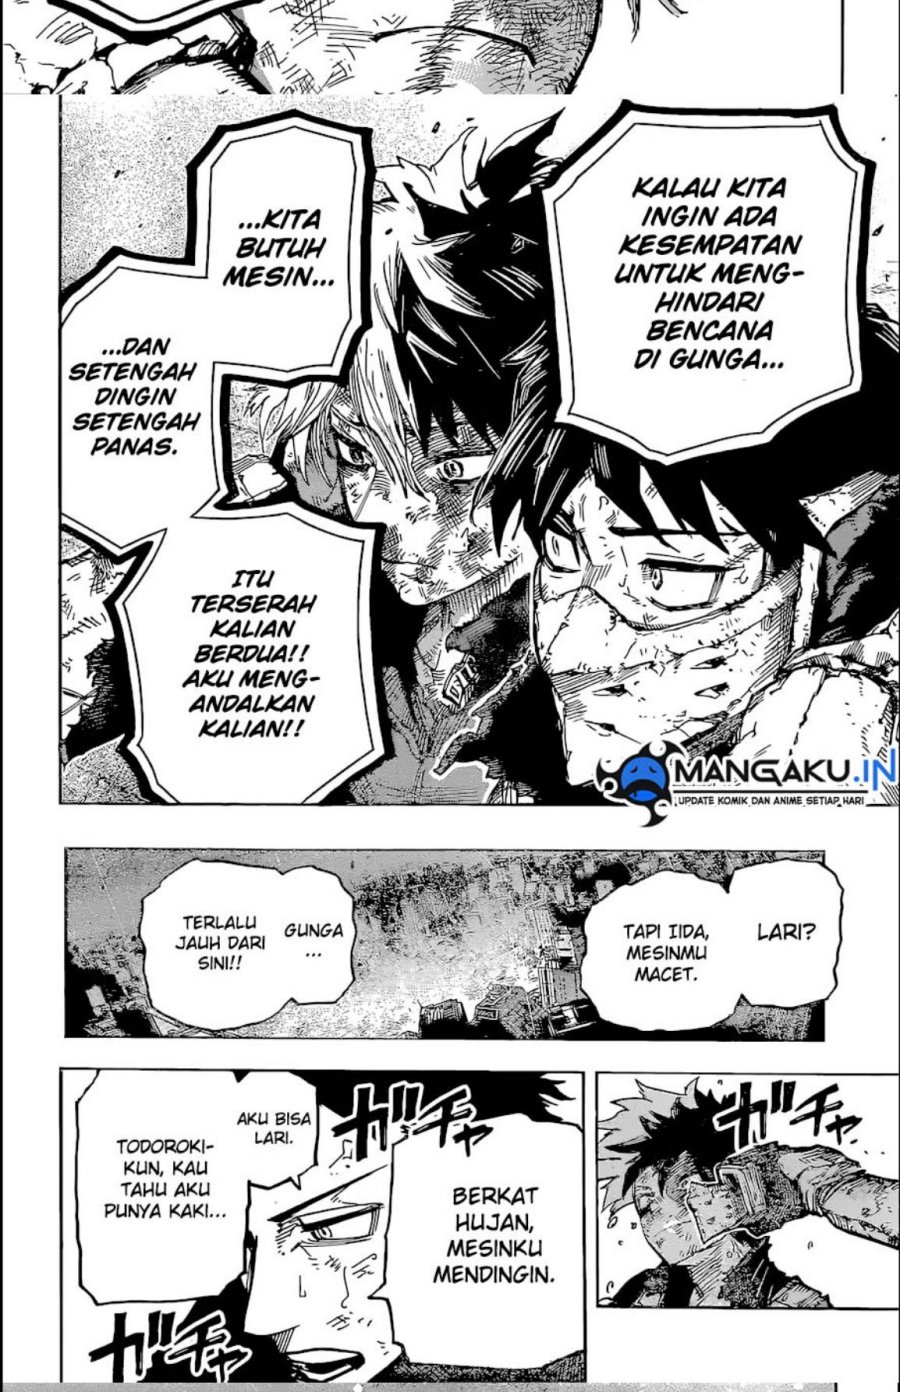 KALAU KITA
INGIN ADA
KESEMPATAN
UNTUK MENG-
HINDARI
BENCANA
DI GUNGA...
...KITA
BUTUH
MESIN...
...DAN
SETENGAH
DINGIN
SETENGAH
PANAS.
ITU
TERSERAH
KALIAN
BERDUA!!
AKU MENG-
ANDALKAN
KALIAN!!
MANGAKU.IN
UPDATE KOMIK DAN ANIME SETIAP HARI
LARI?
TAPI IIDA,
MESINMU
MACET.
GUNGA
...
TERLALU
JAUH DARI
SINI!!
ガチャ
ガチャ
BERKAT
HUJAN,
MESINKU
MENDINGIN.
AKU BISA
LARI.
TODOROKI-
KUN, KAU
TAHU AKU
PUNYA KAKI...
ガチャ